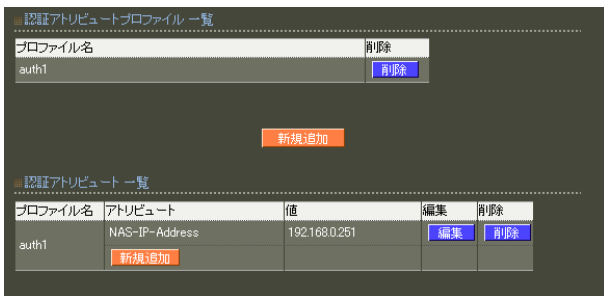 認証アトリビュートプロファイル 一覧
プロファイル名 削除
auth1 削除
新規追加
認証アトリビュート 一覧
プロファイル名 アトリビュート 値 編集 削除
auth1 NAS-IP-Address 192.168.0.251 編集 削除
新規追加